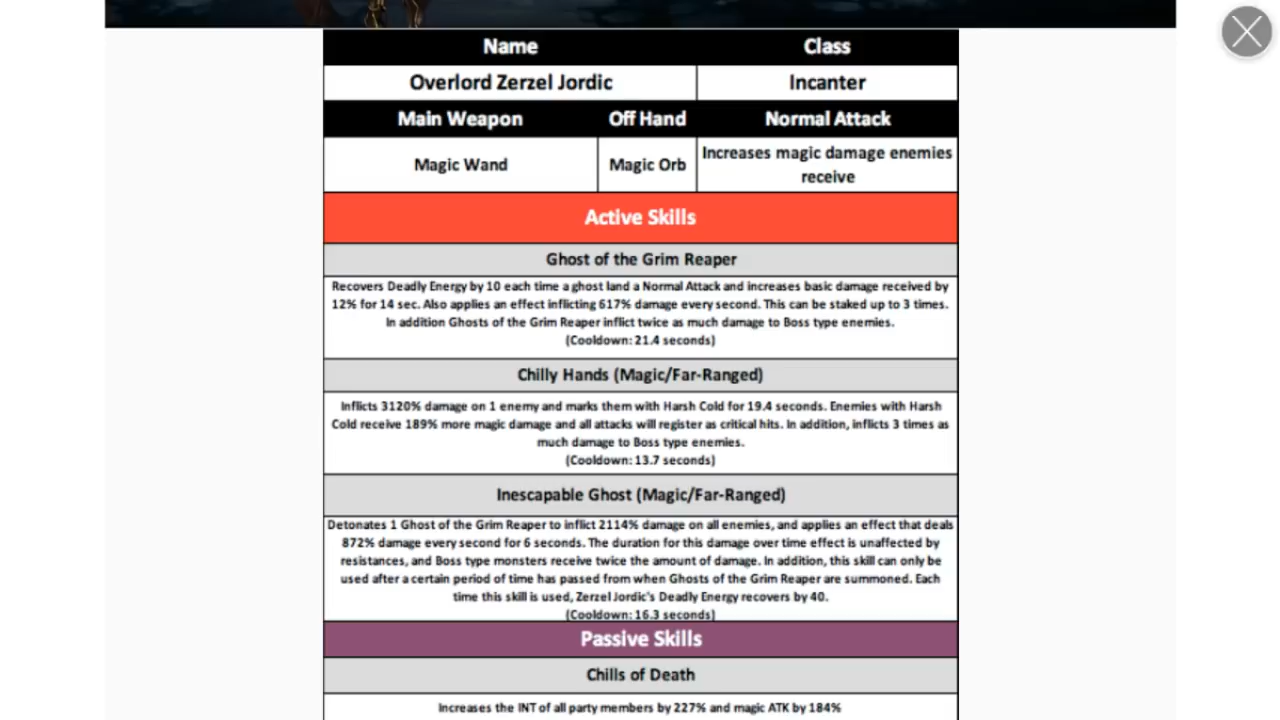 Name Class
Overlord Zerzel Jordic Incanter
Main Weapon Off Hand Normal Attack
Magic Wand Magic Orb Increases magic damage enemies
receive
Active Skills
Ghost of the Grim Reaper
Recovers Deadly Energy by 10 each time a ghost land a Normal Attack and increases basic damage received by
12% for 14 sec. Also applies an effect inflicting 617% damage every second. This can be staked up to 3 times.
In addition Ghosts of the Grim Reaper inflict twice as much damage to Boss type enemies.
(Cooldown: 21.4 seconds)
Chilly Hands (Magic/Far-Ranged)
Inflicts 3120% damage on 1 enemy and marks them with Harsh Cold for 19.4 seconds. Enemies with Harsh
Cold receive 189% more magic damage and all attacks will register as critical hits. In addition, inflicts 3 times as
much damage to Boss type enemies.
(Cooldown: 13.7 seconds)
Inescapable Ghost (Magic/Far-Ranged)
Detonates 1 Ghost of the Grim Reaper to inflict 2114% damage on all enemies, and applies an effect that deals
872% damage every second for 6 seconds. The duration for this damage over time effect is unaffected by
resistances, and Boss type monsters receive twice the amount of damage. In addition, this skill can only be
used after a certain period of time has passed from when Ghosts of the Grim Reaper are summoned. Each
time this skill is used, Zerzel Jordic's Deadly Energy recovers by 40.
(Cooldown: 16.3 seconds)
Passive Skills
Chills of Death
Increases the INT of all party members by 227% and magic ATK by 184%